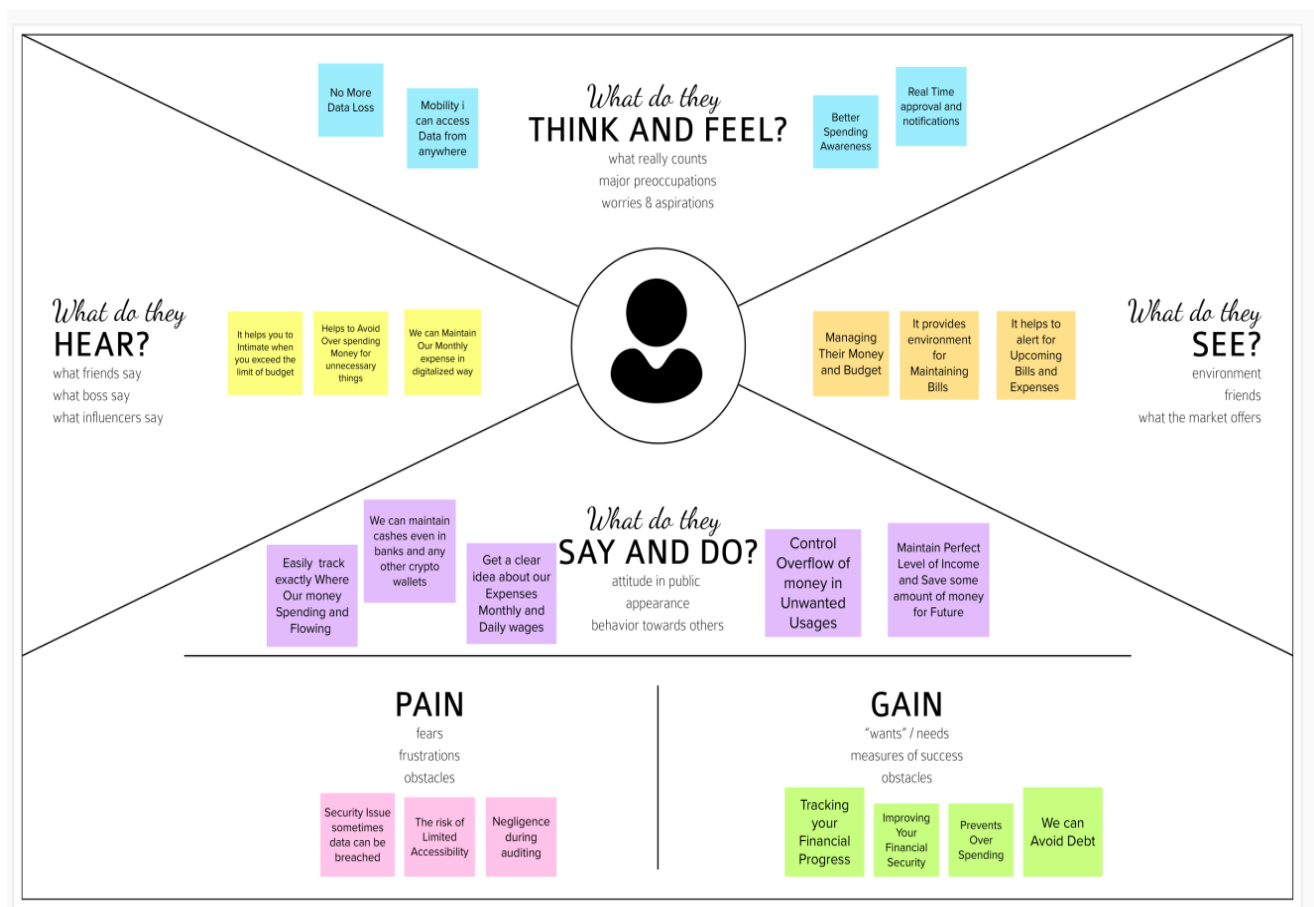 No More
Data Loss
Mobility i
can access
Data from
anywhere
What do they
THINK AND FEEL?
what really counts
major preoccupations
worries & aspirations
Better
Spending
Awareness
Real Time
approval and
notifications
What do they
HEAR?
what friends say
what boss say
what influencers say
It helps you to
Intimate when
you exceed the
limit of budget
Helps to Avoid
Over spending
Money for
unnecessary
things
We can Maintain
Our Monthly
expense in
digitalized way
Managing
Their Money
and Budget
It provides
environment
for
Maintaining
Bills
It helps to
alert for
Upcoming
Bills and
Expenses
What do they
SEE?
environment
friends
what the market offers
Easily track
exactly Where
Our money
Spending and
Flowing
We can maintain
cashes even in
banks and any
other crypto
wallets
Get a clear
idea about our
Expenses
Monthly and
Daily wages
What do they
SAY AND DO?
attitude in public
appearance
behavior towards others
Control
Overflow of
money in
Unwanted
Usages
Maintain Perfect
Level of Income
and Save some
amount of money
for Future
PAIN
fears
frustrations
obstacles
Security Issue
sometimes
data can be
breached
The risk of
Limited
Accessibility
Negligence
during
auditing
GAIN
"wants" / needs
measures of success
obstacles
Tracking
your
Financial
Progress
Improving
Your
Financial
Security
Prevents
Over
Spending
We can
Avoid Debt